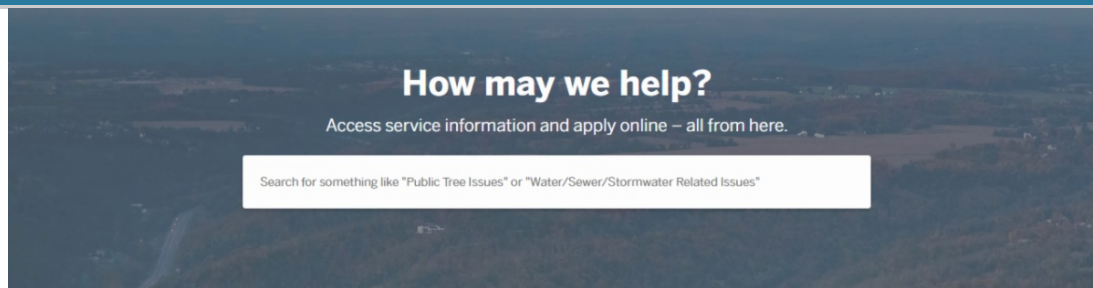 How may we help?
Access service information and apply online – all from here.
Search for something like "Public Tree Issues" or "Water/Sewer/Stormwater Related Issues"